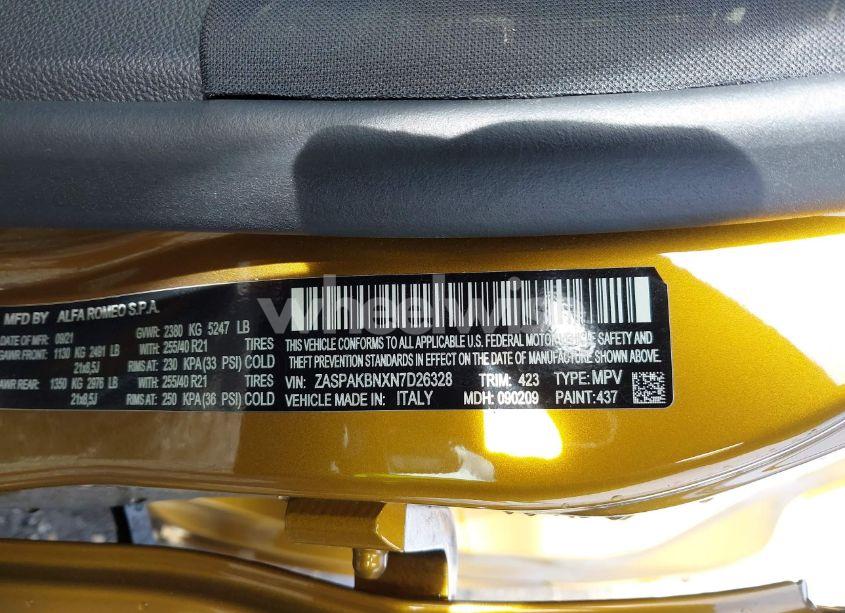 MFD BY ALFA ROMEO S.P.A.
DATE OF MFR: 09/21 GVWR: 2380 KG 5247 LB
GAWR FRONT: 1130 KG 2491 LB WITH: 255/40 R21 TIRES
21x8,5J RIMS AT: 230 KPA (33 PSI) COLD
AWR REAR: 1350 KG 2976 LB WITH: 255/40 R21 TIRES
21x8,5J RIMS AT: 250 KPA (36 PSI) COLD
THIS VEHICLE CONFORMS TO ALL APPLICABLE U.S. FEDERAL MOTOR VEHICLE SAFETY AND
THEFT PREVENTION STANDARDS IN EFFECT ON THE DATE OF MANUFACTURE SHOWN ABOVE.
VIN: ZASPAKBNXN7D26328 TRIM: 423 TYPE: MPV
VEHICLE MADE IN: ITALY MDH: 090209 PAINT: 437